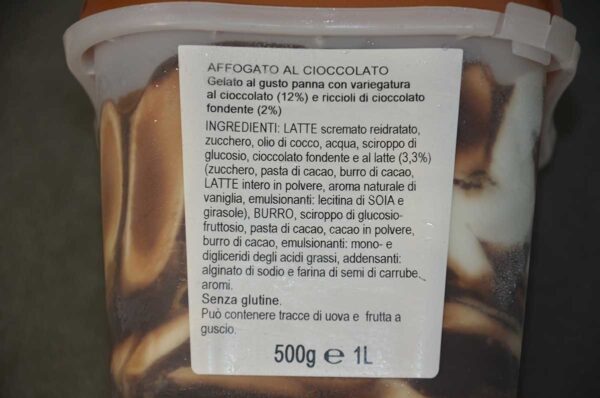 AFFOGATO AL CIOCCOLATO
Gelato al gusto panna con variegatura
al cioccolato (12%) e riccioli di cioccolato
fondente (2%)
INGREDIENTI: LATTE scremato reidratato,
zucchero, olio di cocco, acqua, sciroppo di
glucosio, cioccolato fondente e al latte (3,3%)
(zucchero, pasta di cacao, burro di cacao,
LATTE intero in polvere, aroma naturale di
vaniglia, emulsionanti: lecitina di SOIA e
girasole), BURRO, sciroppo di glucosio-
fruttosio, pasta di cacao, cacao in polvere,
burro di cacao, emulsionanti: mono- e
digliceridi degli acidi grassi, addensanti:
alginato di sodio e farina di semi di carrube,
aromi.
Senza glutine.
Può contenere tracce di uova e frutta a
guscio.
500g e 1L